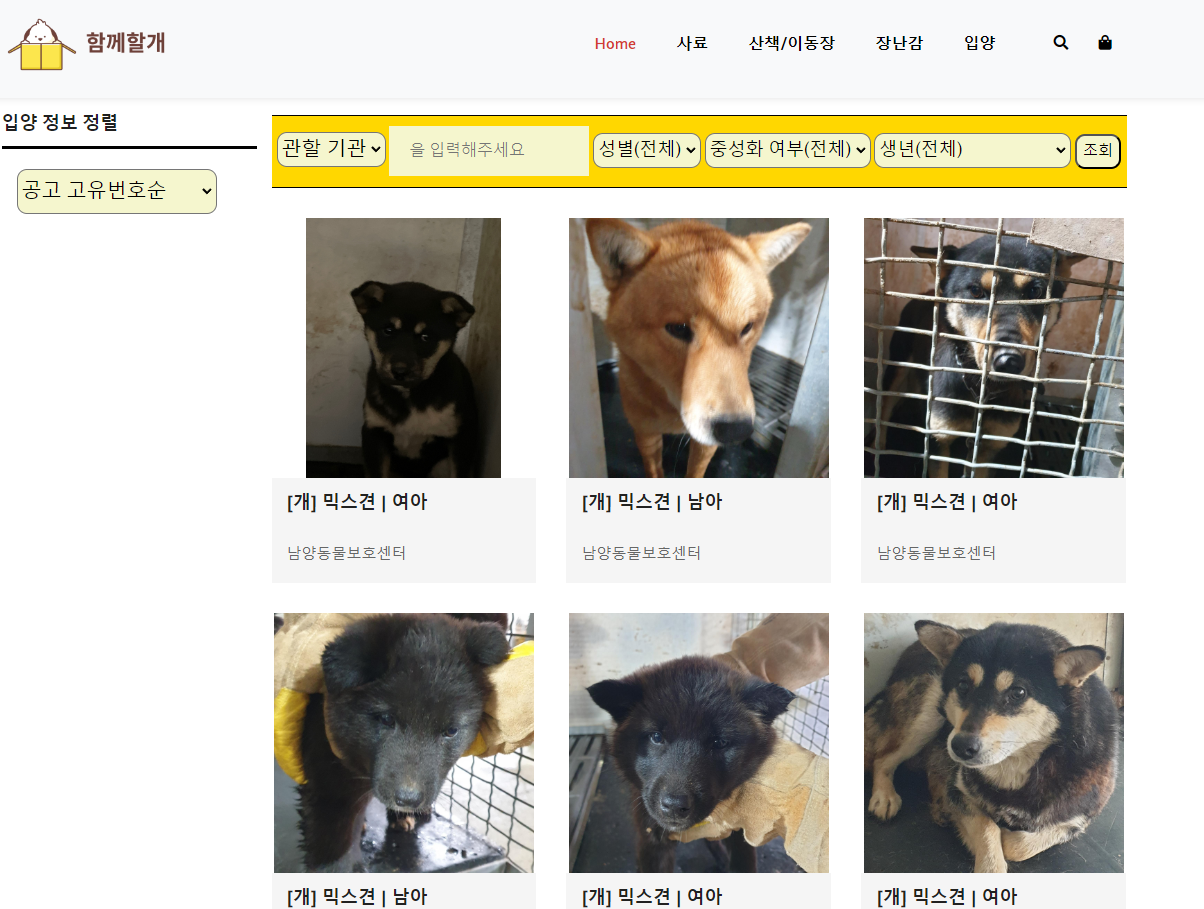 함께할개
Home 사료 산책/이동장 장난감 입양
입양 정보 정렬
공고 고유번호순
관할 기관 을 입력해주세요 성별(전체) 중성화 여부(전체) 생년(전체) 조회
[개] 믹스견 | 여아 [개] 믹스견 | 남아 [개] 믹스견 | 여아
남양동물보호센터 남양동물보호센터 남양동물보호센터
[개] 믹스견 | 남아 [개] 믹스견 | 여아 [개] 믹스견 | 여아